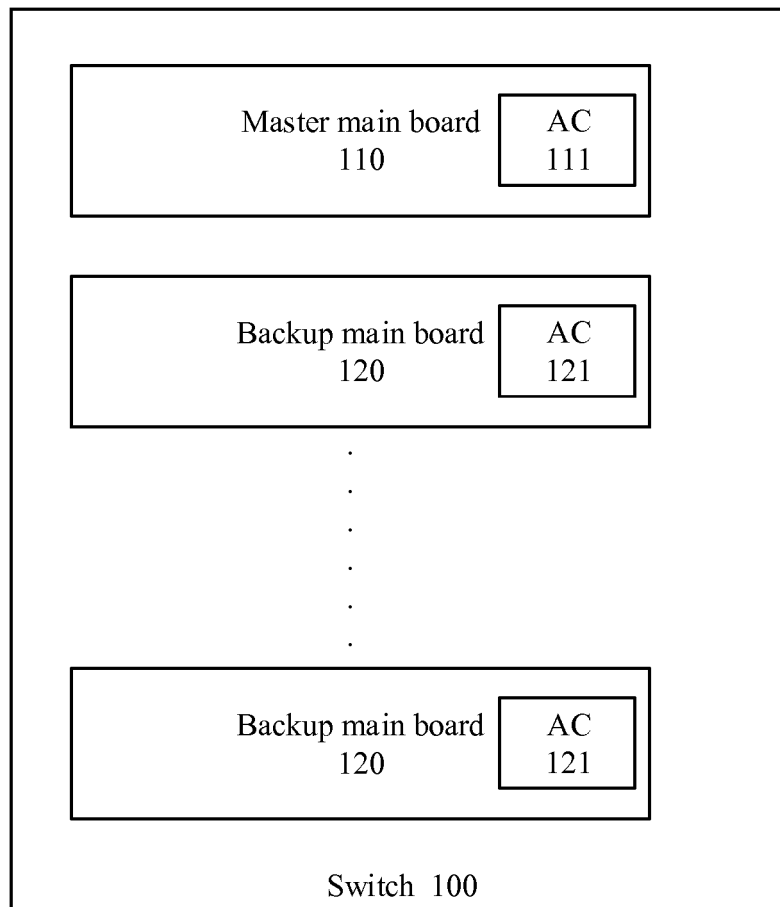 Master main board
110
AC
111
Backup main board
120
AC
121
Backup main board
120
AC
121
Switch 100